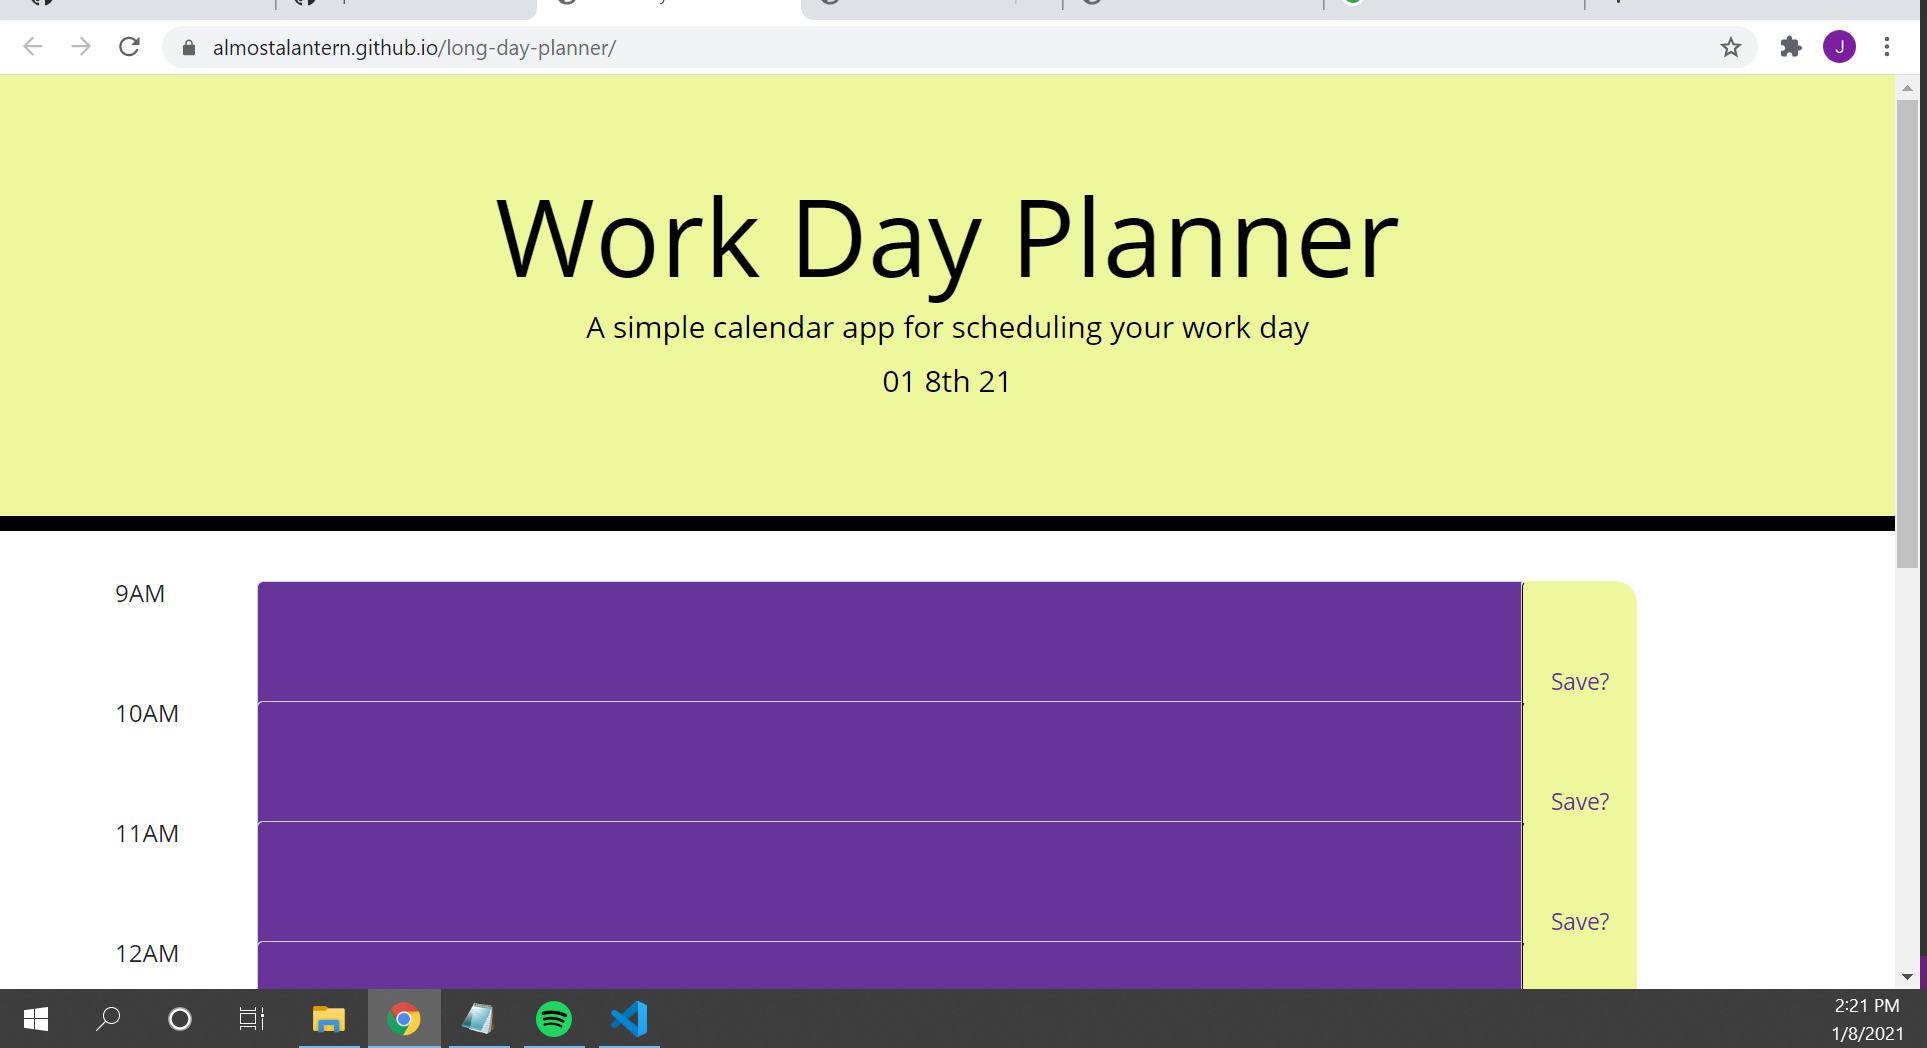 almostalantern.github.io/long-day-planner/
J
Work Day Planner
A simple calendar app for scheduling your work day
01 8th 21
9AM
Save?
10AM
Save?
11AM
Save?
12AM
2:21 PM
1/8/2021